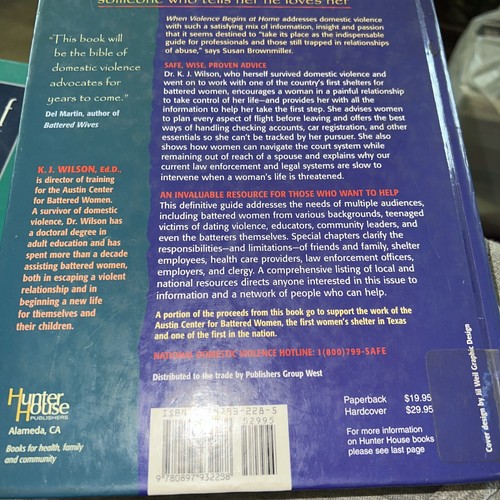 someone who tells her he loves her
When Violence Begins at Home addresses domestic violence
with such a satisfying mix of information, insight and passion
that it seems destined to "take its place as the indispensable
guide for professionals and those still trapped in relationships
of abuse," says Susan Brownmiller.
"This book will
be the bible of
domestic violence
advocates for
years to come."
Del Martin, author of
Battered Wives
SAFE, WISE, PROVEN ADVICE
Dr. K. J. Wilson, who herself survived domestic violence and
went on to work with one of the country's first shelters for
battered women, encourages a woman in a painful relationship
to take control of her life—and provides her with all the
information to help her take the first step. She advises women
to plan every aspect of flight before leaving and offers the best
ways of handling checking accounts, car registration, and other
essentials so she can't be tracked by her pursuer. She also
shows how women can navigate the court system while
remaining out of reach of a spouse and explains why our
current law enforcement and legal systems are slow to
intervene when a woman's life is threatened.
K. J. WILSON, Ed.D.,
is director of training
for the Austin Center
for Battered Women.
A survivor of domestic
violence, Dr. Wilson has
a doctoral degree in
adult education and has
spent more than a decade
assisting battered women,
both in escaping a violent
relationship and in
beginning a new life
for themselves and
their children.
AN INVALUABLE RESOURCE FOR THOSE WHO WANT TO HELP
This definitive guide addresses the needs of multiple audiences,
including battered women from various backgrounds, teenaged
victims of dating violence, educators, community leaders, and
even the batterers themselves. Special chapters clarify the
responsibilities—and limitations—of friends and family, shelter
employees, health care providers, law enforcement officers,
employers, and clergy. A comprehensive listing of local and
national resources directs anyone interested in this issue to
information and a network of people who can help.
A portion of the proceeds from this book go to support the work of the
Austin Center for Battered Women, the first women's shelter in Texas
and one of the first in the nation.
NATIONAL DOMESTIC VIOLENCE HOTLINE: 1(800)799-SAFE
Distributed to the trade by Publishers Group West
Hunter
House
PUBLISHERS
Alameda, CA
Books for health, family
and community
ISBN
793-228-5
52995
9780897932258
Paperback $19.95
Hardcover $29.95
For more information
on Hunter House books
please see last page
Cover design by Jil Weil Graphic Design